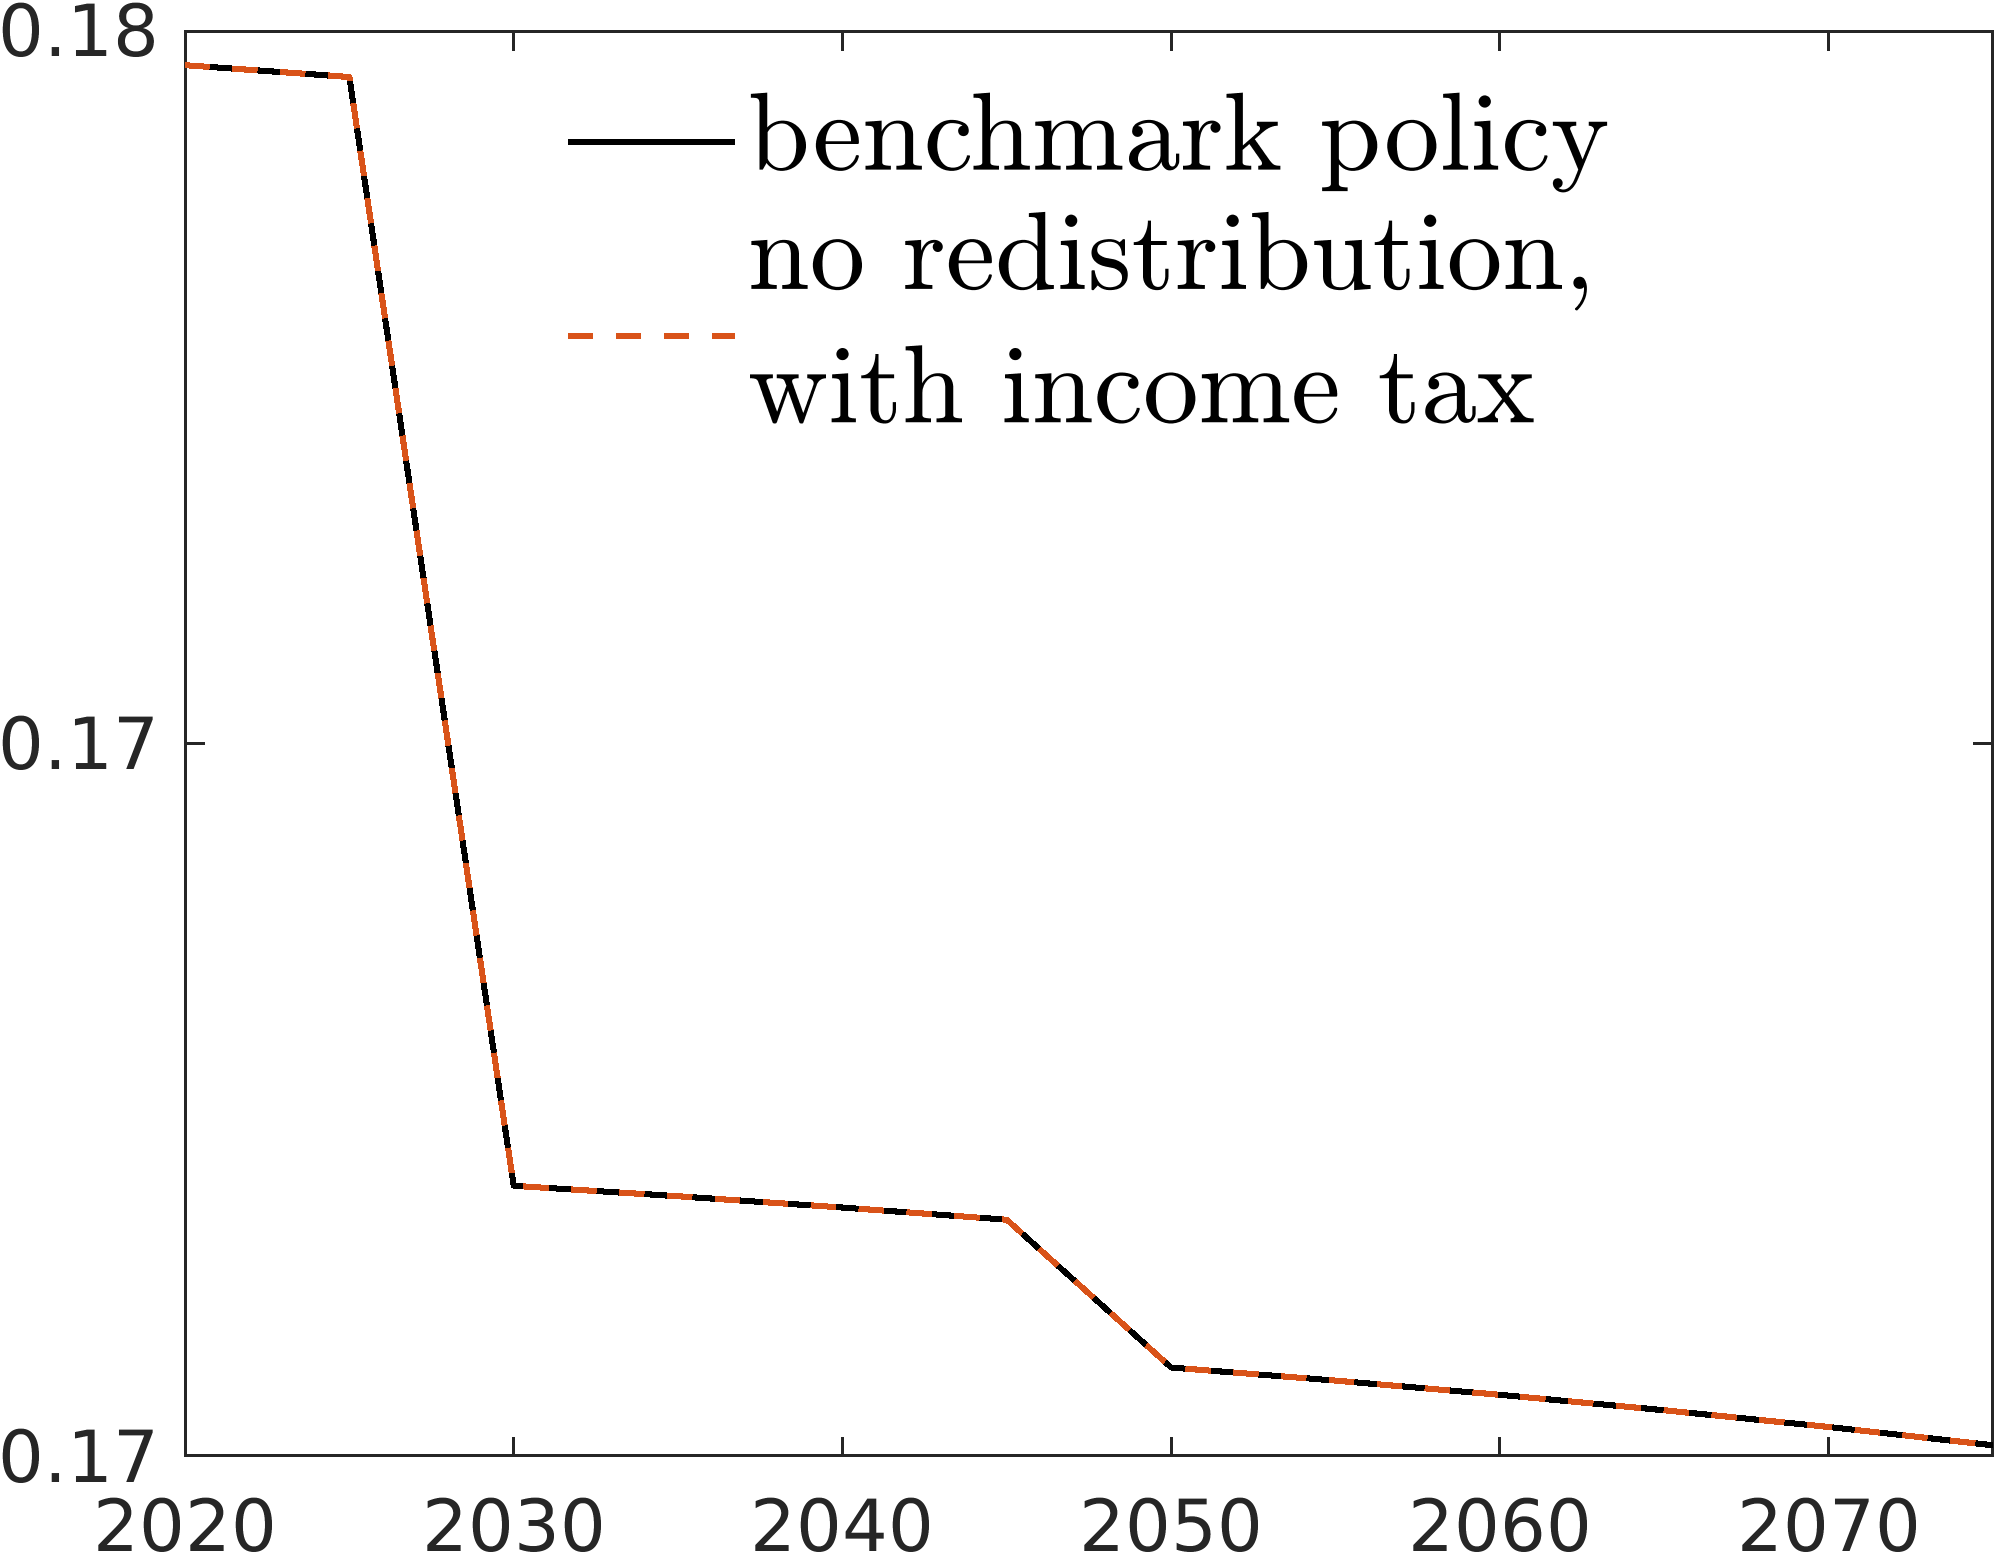 0.18
benchmark policy
no redistribution,
with income tax
0.17
0.17
2020 2030 2040 2050 2060 2070